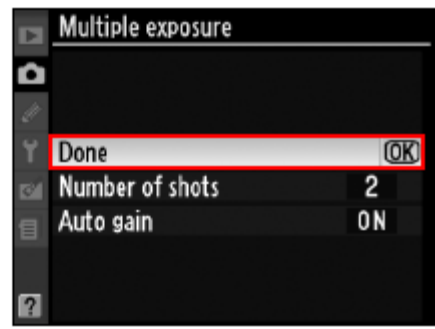 Multiple exposure
Done OK
Number of shots 2
Auto gain ON
?